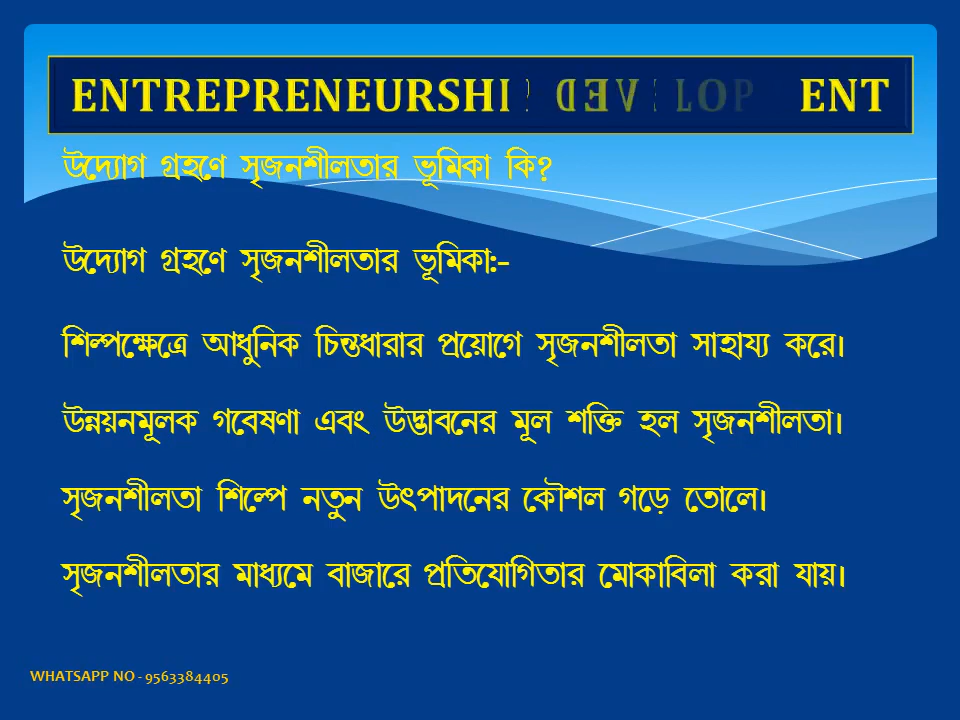 ENTREPRENEURSHIP DEVELOP ENT
উদ্যোগ গ্রহণে সৃজনশীলতার ভূমিকা কি?
উদ্যোগ গ্রহণে সৃজনশীলতার ভূমিকা:-
শিল্পক্ষেত্রে আধুনিক চিন্তধারার প্রয়োগে সৃজনশীলতা সাহায্য করে।
উন্নয়নমূলক গবেষণা এবং উদ্ভাবনের মূল শক্তি হল সৃজনশীলতা।
সৃজনশীলতা শিল্পে নতুন উৎপাদনের কৌশল গড়ে তোলে।
সৃজনশীলতার মাধ্যমে বাজারে প্রতিযোগিতার মোকাবিলা করা যায়।
WHATSAPP NO - 9563384405